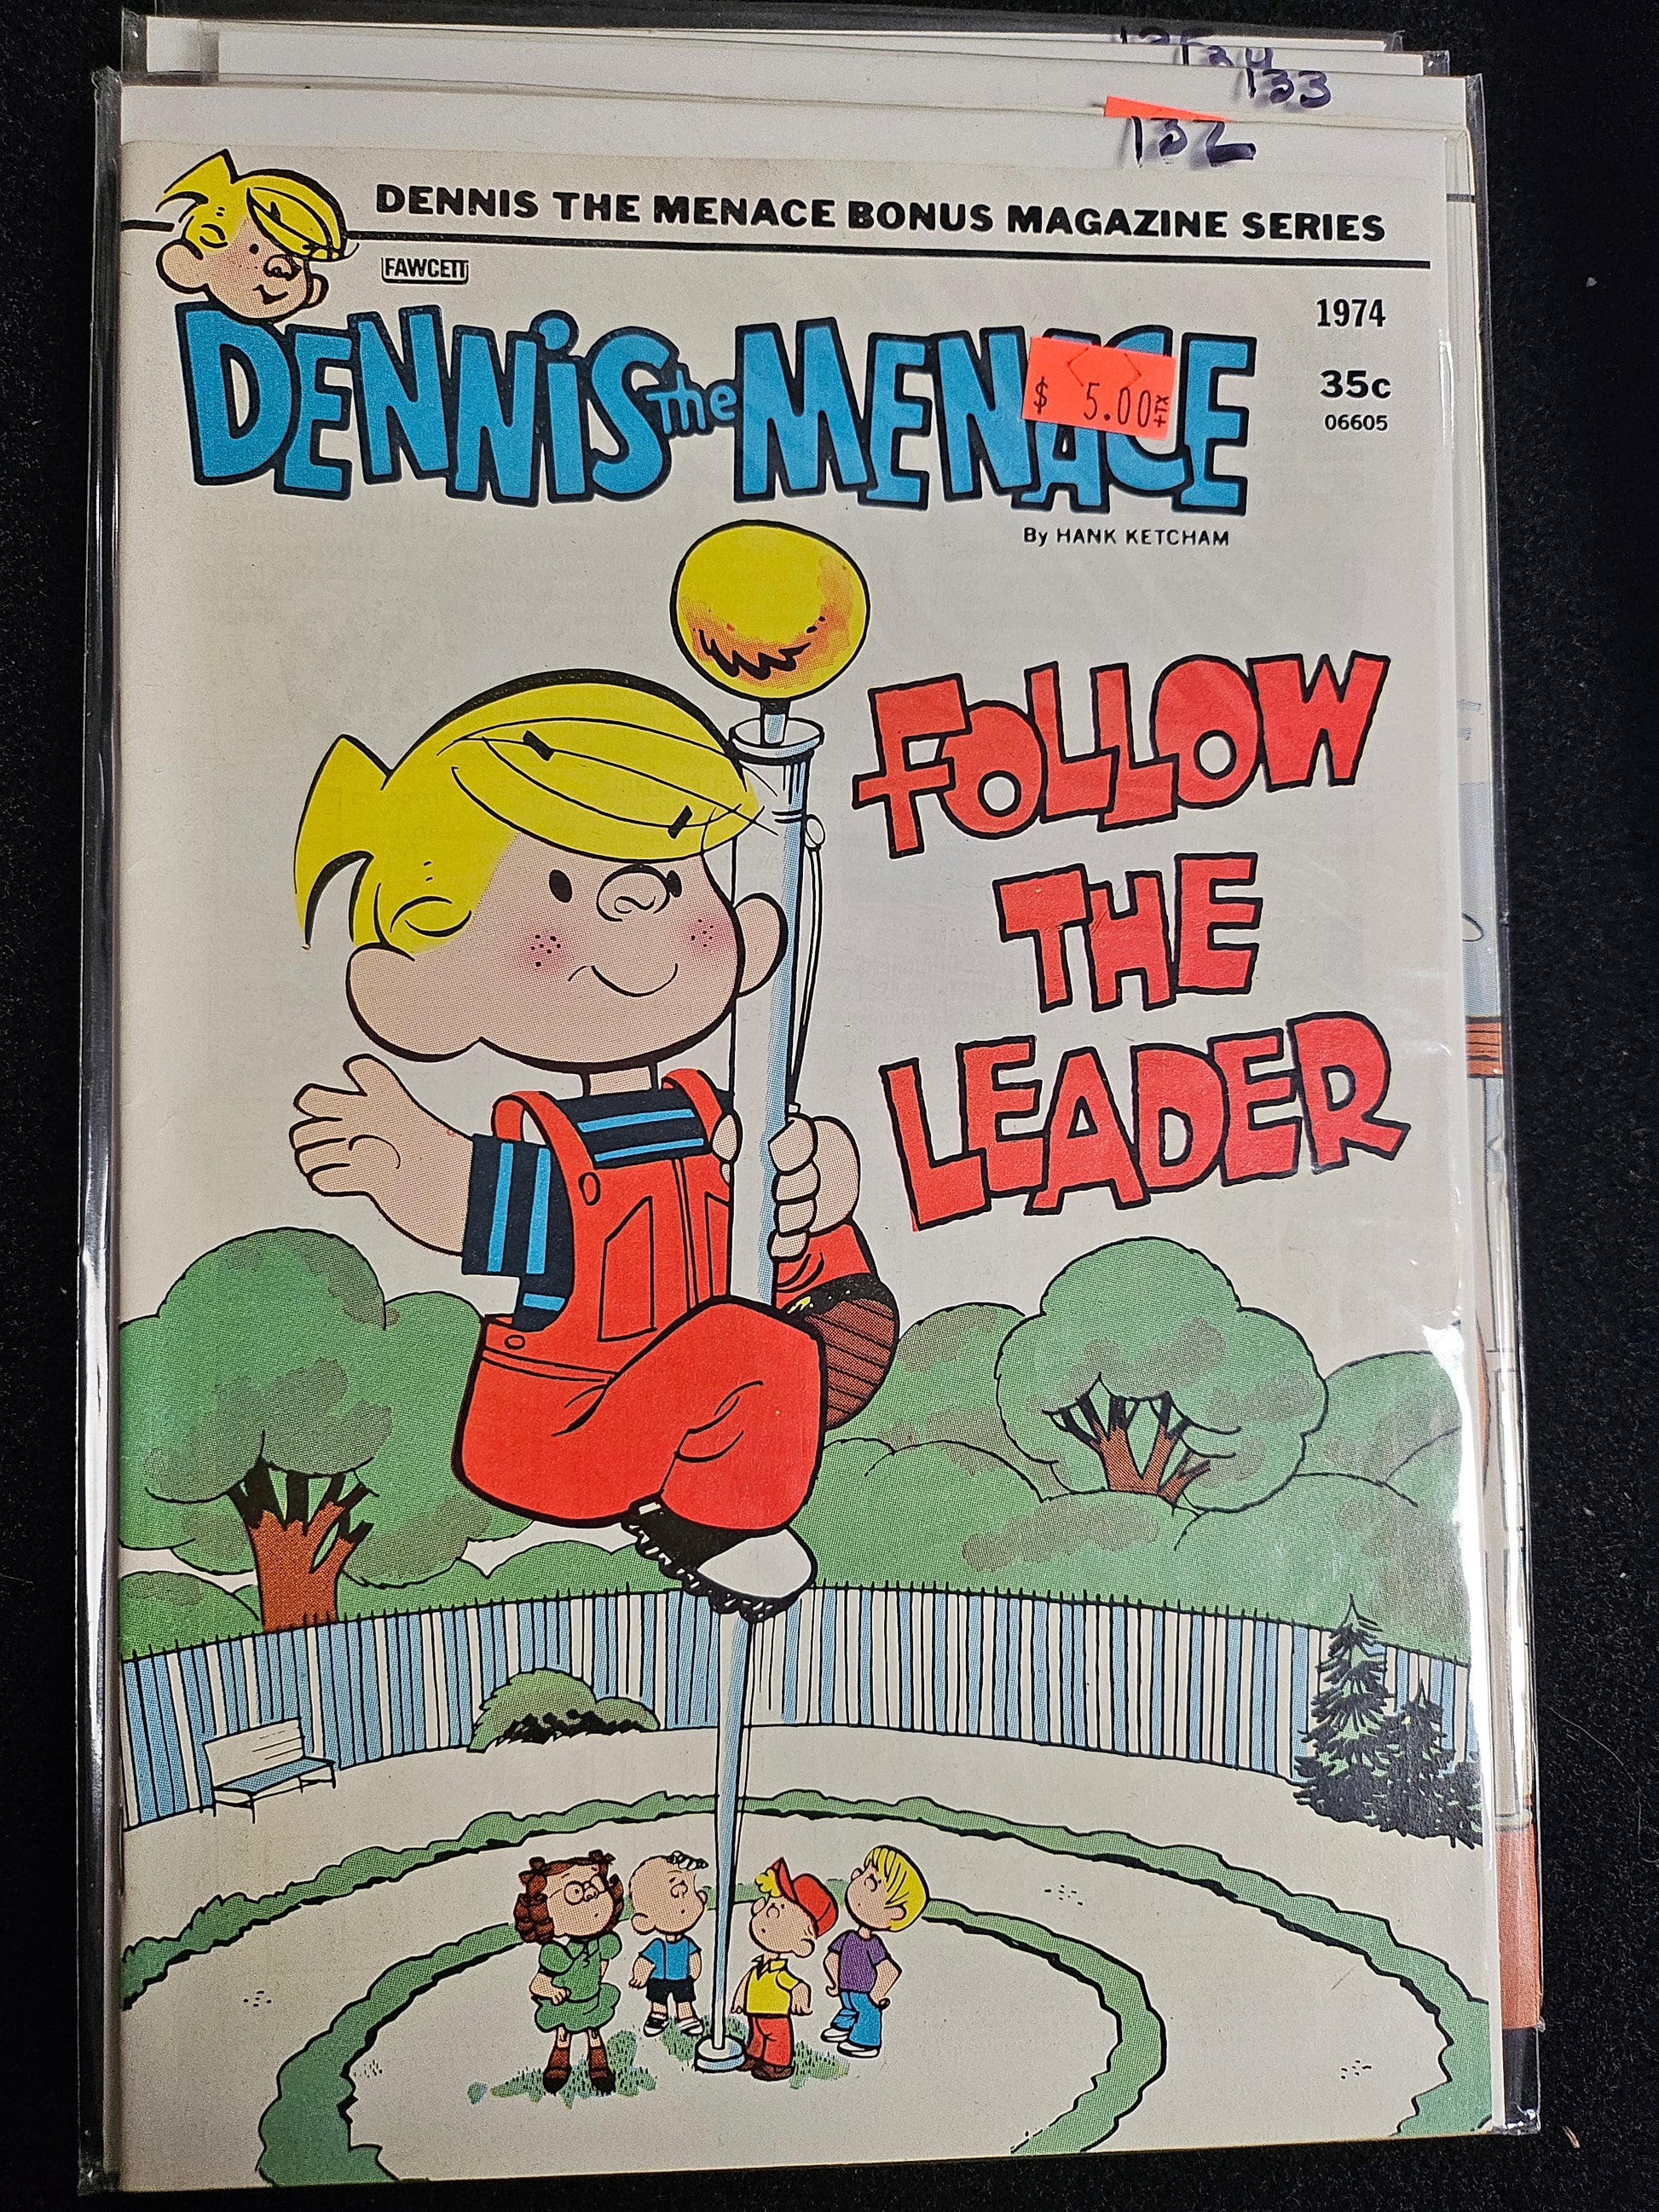 133
132
DENNIS THE MENACE BONUS MAGAZINE SERIES
FAWCETT
1974
DENNIS the MENACE
$ 5.00 +TX
35c
06605
By HANK KETCHAM
FOLLOW
THE
LEADER